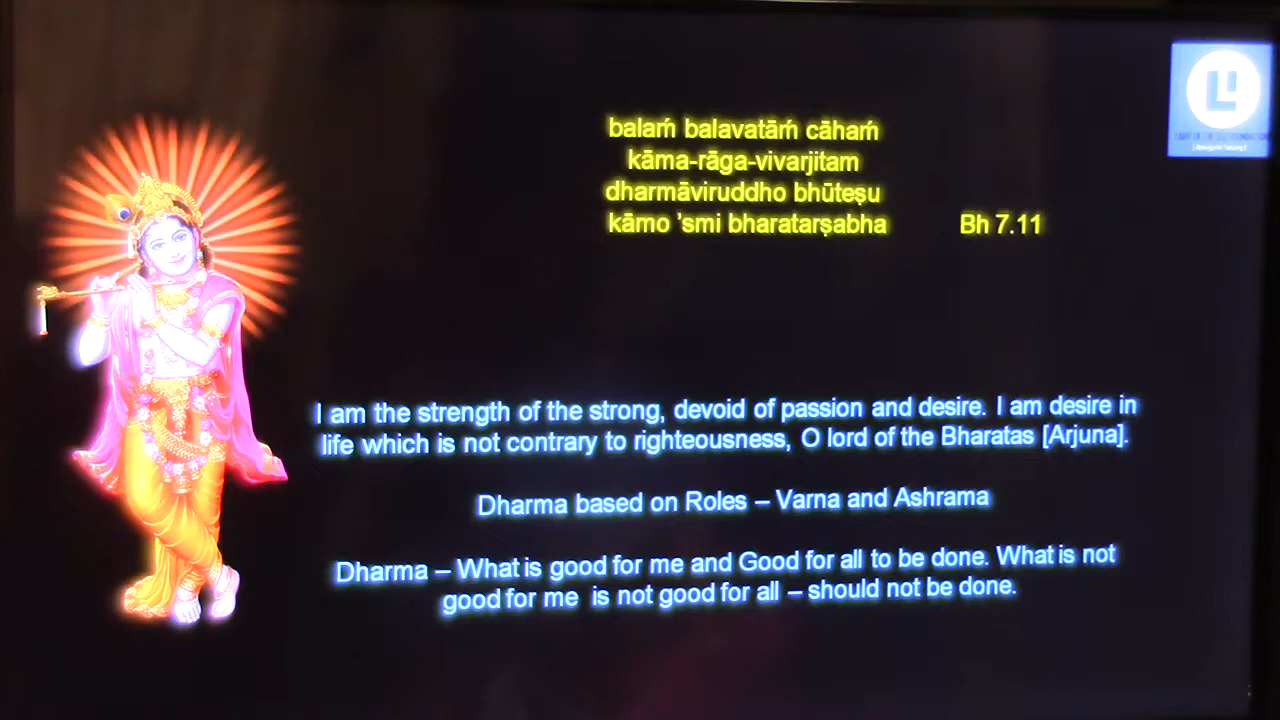 balaṁ balavatāṁ cāhaṁ
kāma-rāga-vivarjitam
dharmāviruddho bhūteṣu
kāmo 'smi bharatarṣabha Bh 7.11
I am the strength of the strong, devoid of passion and desire. I am desire in
life which is not contrary to righteousness, O lord of the Bharatas [Arjuna].
Dharma based on Roles – Varna and Ashrama
Dharma – What is good for me and Good for all to be done. What is not
good for me is not good for all – should not be done.